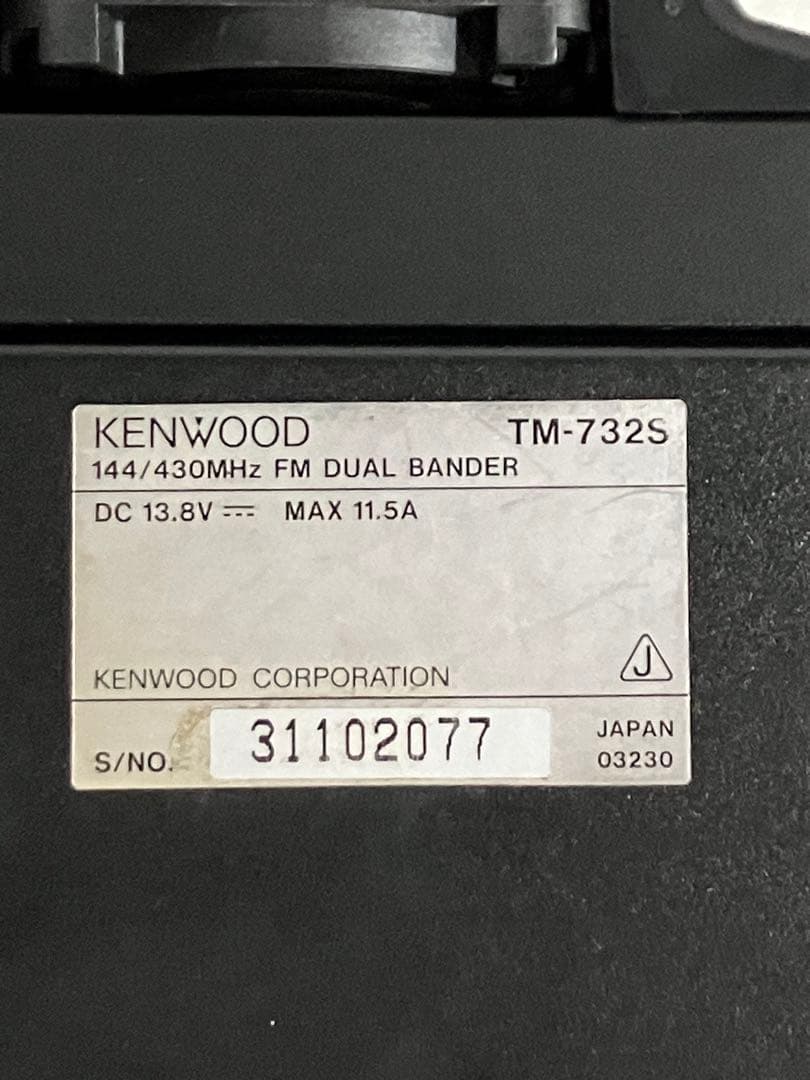 KENWOOD TM-732S
144/430MHz FM DUAL BANDER
DC 13.8V ⎓ MAX 11.5A
J
KENWOOD CORPORATION
S/NO. 31102077
JAPAN
03230